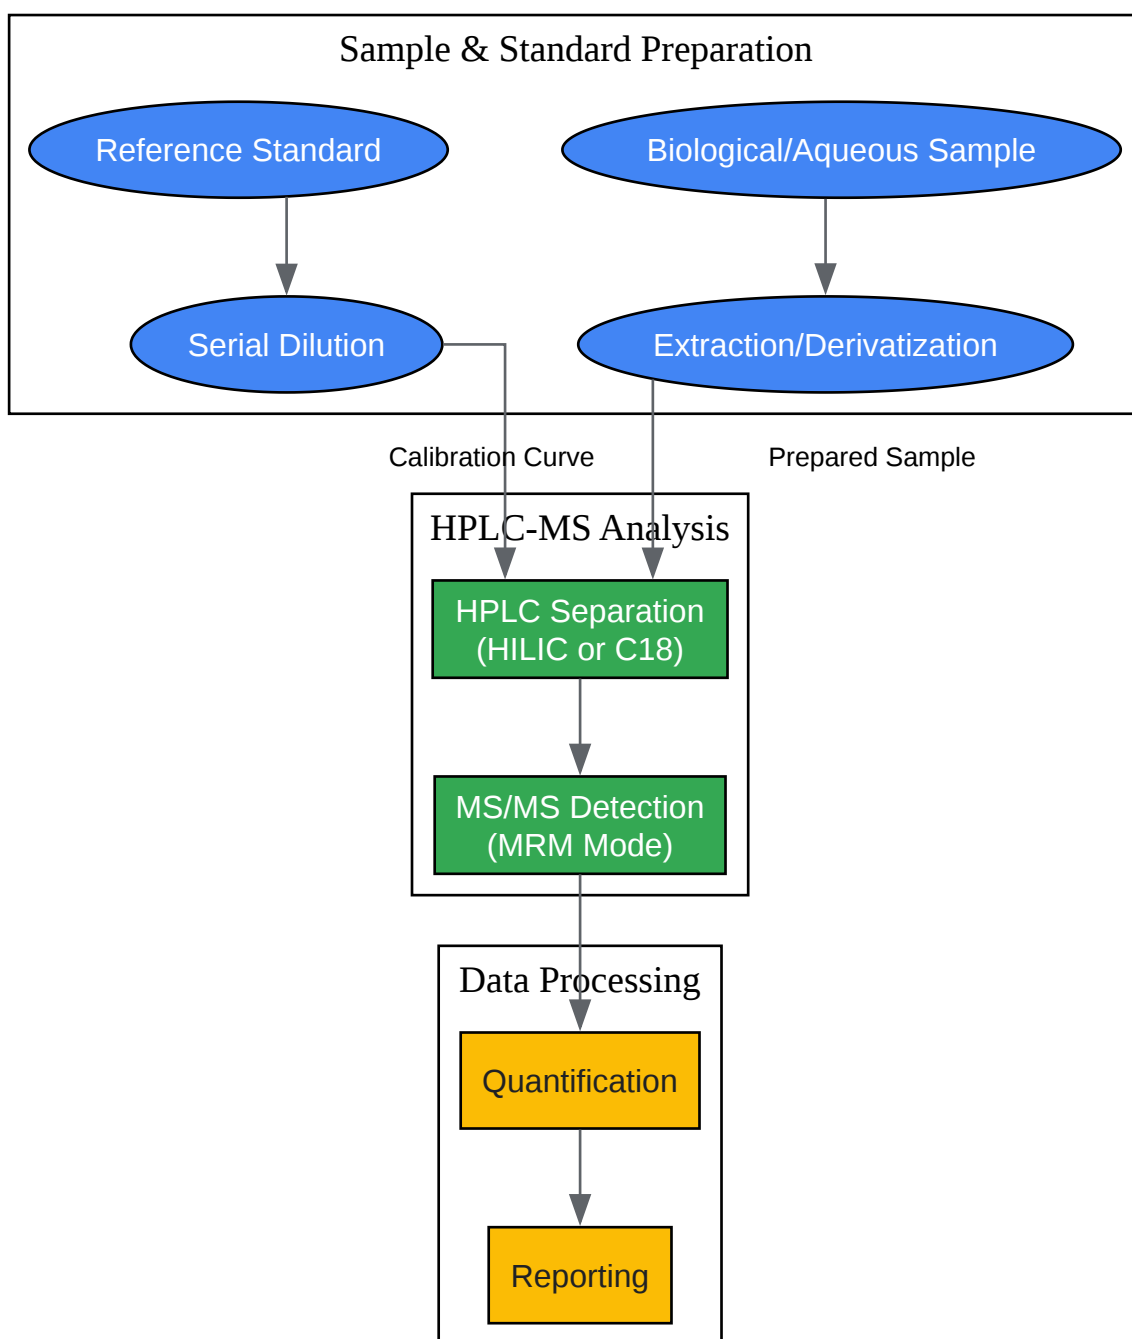 Sample & Standard Preparation
Reference Standard
Biological/Aqueous Sample
Serial Dilution
Extraction/Derivatization
Calibration Curve
Prepared Sample
HPLC-MS Analysis
HPLC Separation
(HILIC or C18)
MS/MS Detection
(MRM Mode)
Data Processing
Quantification
Reporting